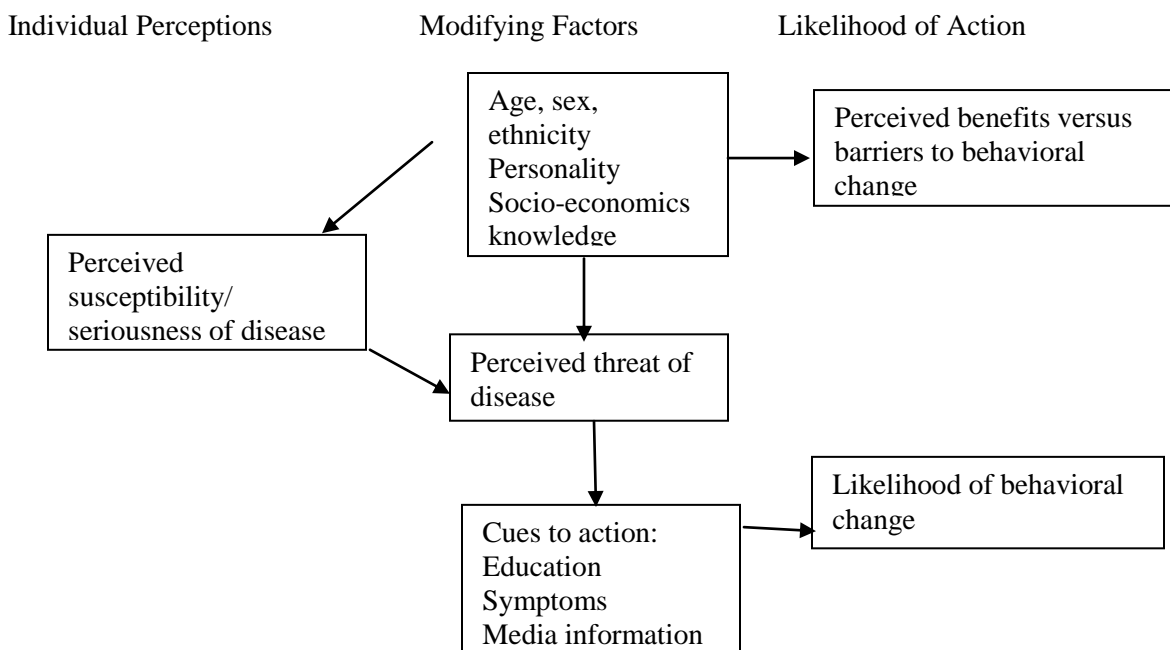 Individual Perceptions
Modifying Factors
Likelihood of Action
Age, sex,
ethnicity
Personality
Socio-economics
knowledge
Perceived benefits versus
barriers to behavioral
change
Perceived
susceptibility/
seriousness of disease
Perceived threat of
disease
Likelihood of behavioral
change
Cues to action:
Education
Symptoms
Media information